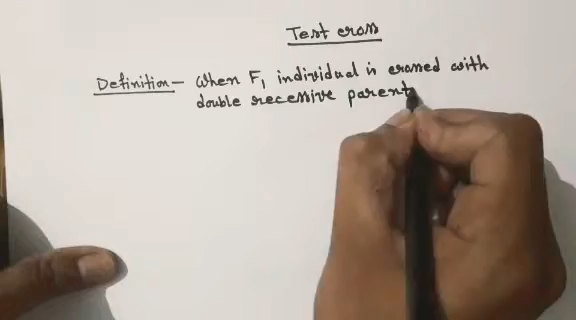 Test cross
Definition - When F1 individual is crossed with
double recessive parent